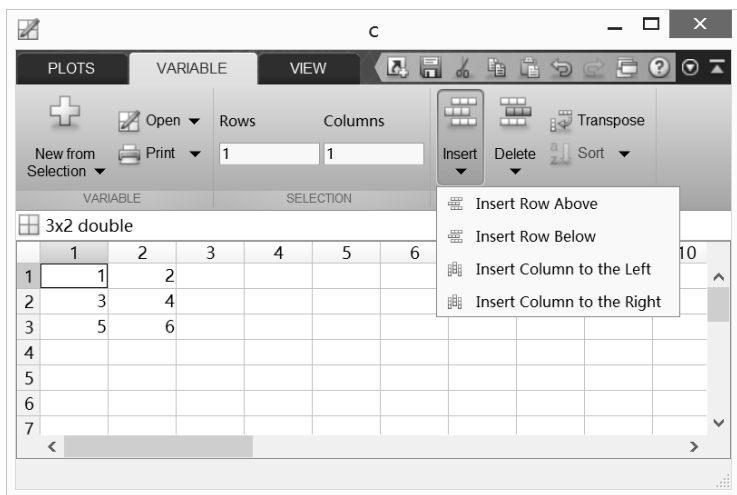 C
PLOTS VARIABLE VIEW
New from Selection
Open
Print
VARIABLE
Rows Columns
1 1
SELECTION
Insert
Delete
Transpose
Sort
Insert Row Above
Insert Row Below
Insert Column to the Left
Insert Column to the Right
3x2 double
1 2 3 4 5 6 10
1 1 2
2 3 4
3 5 6
4
5
6
7